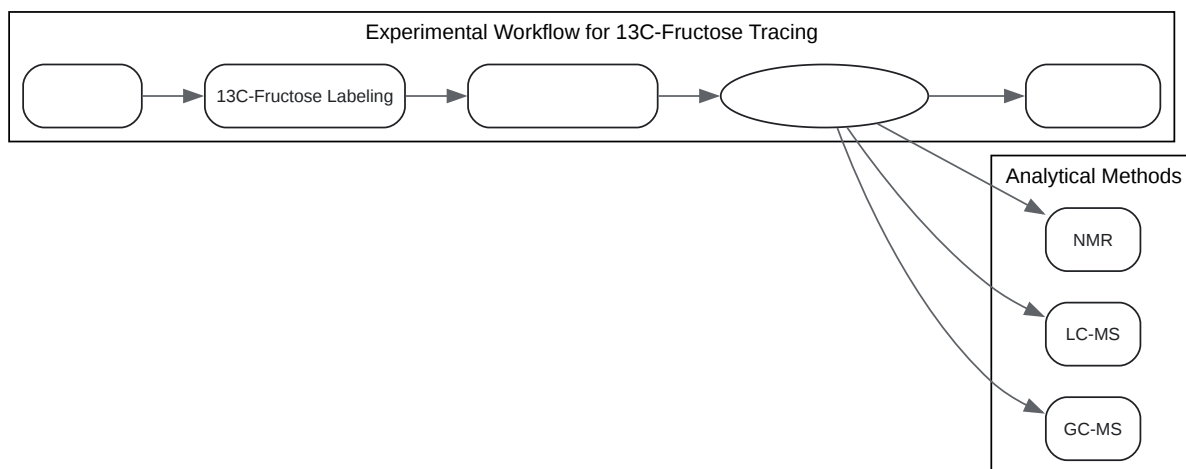 Experimental Workflow for 13C-Fructose Tracing
13C-Fructose Labeling
Analytical Methods
NMR
LC-MS
GC-MS